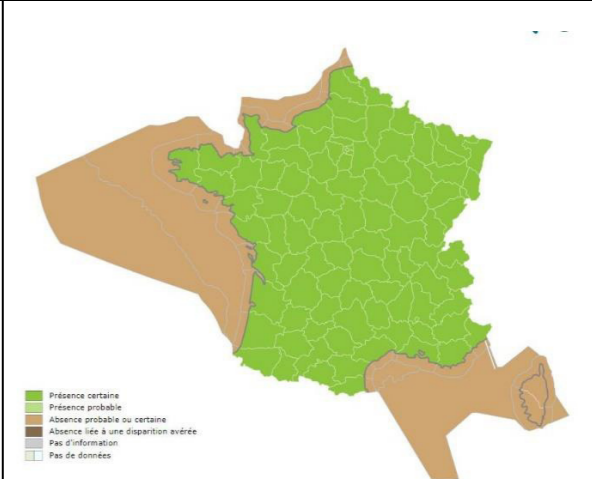 Présence certaine
Présence probable
Absence probable ou certaine
Absence liée à une disparition avérée
Pas d'information
Pas de données